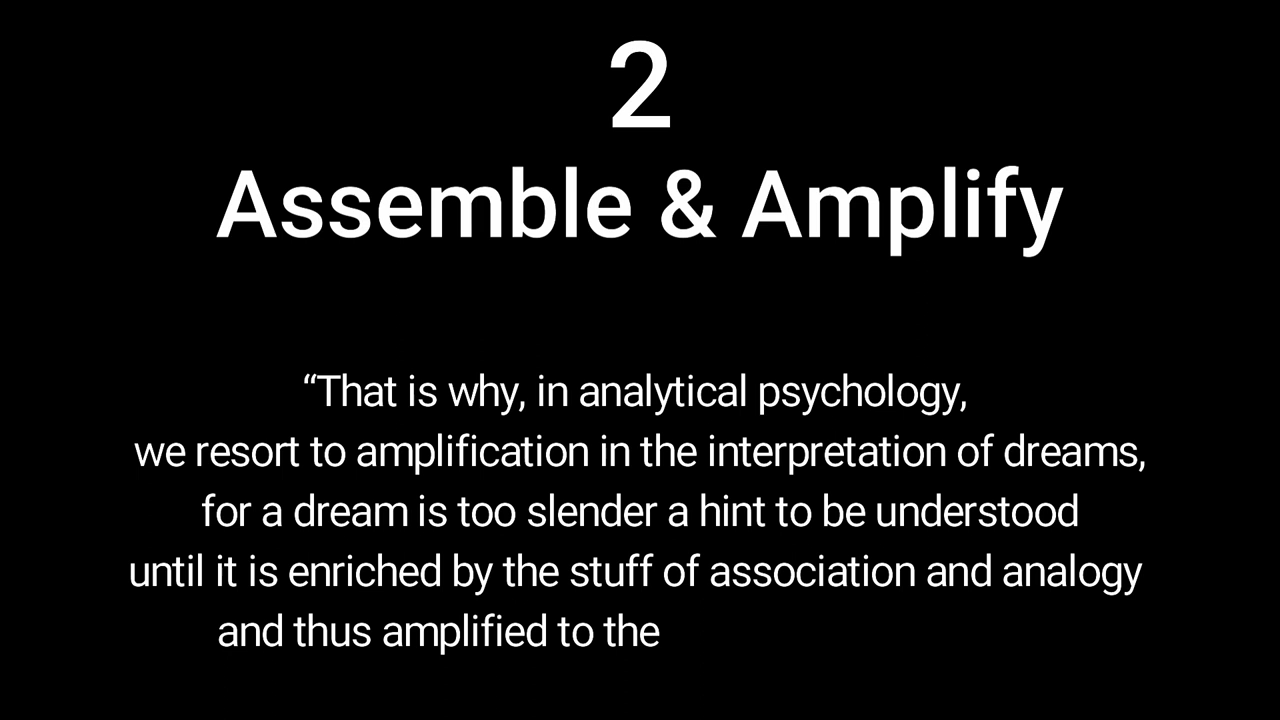 2
Assemble & Amplify
“That is why, in analytical psychology,
we resort to amplification in the interpretation of dreams,
for a dream is too slender a hint to be understood
until it is enriched by the stuff of association and analogy
and thus amplified to the